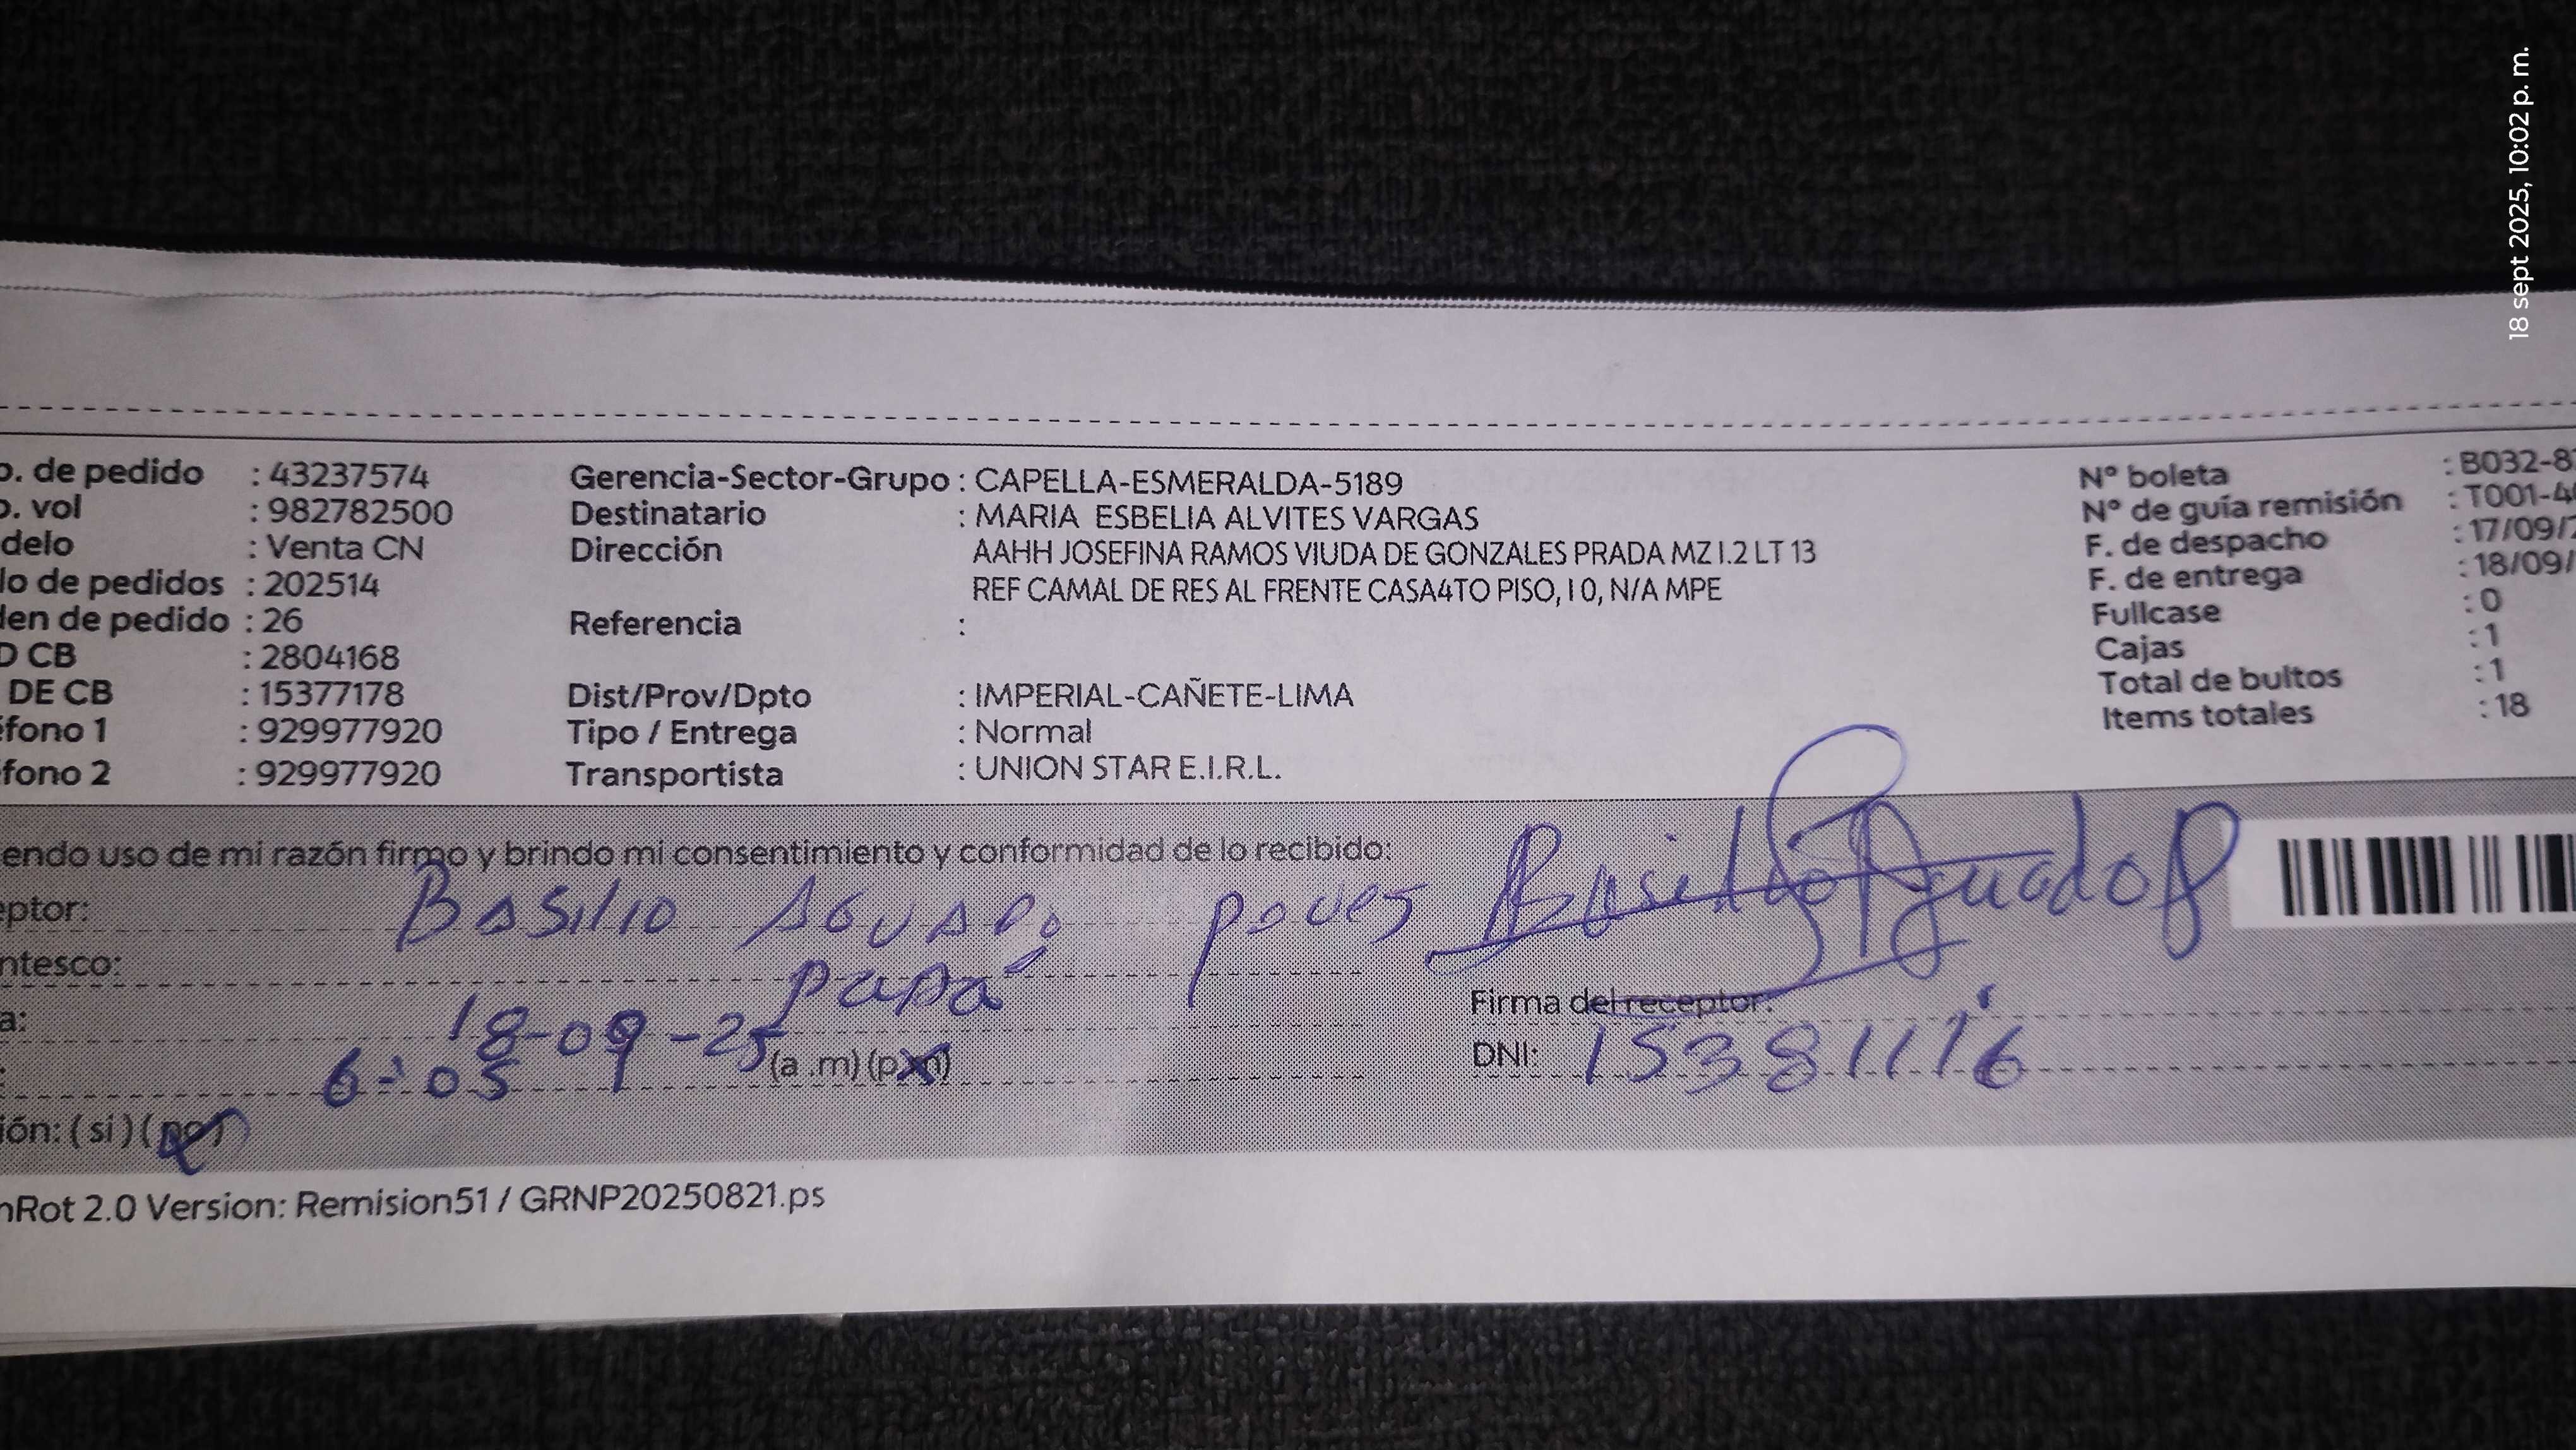 18 sept 2025, 10:02 p. m.
o. de pedido : 43237574
o. vol : 982782500
delo : Venta CN
lo de pedidos : 202514
den de pedido : 26
D CB : 2804168
DE CB : 15377178
éfono 1 : 929977920
fono 2 : 929977920
Gerencia-Sector-Grupo : CAPELLA-ESMERALDA-5189
Destinatario : MARIA ESBELIA ALVITES VARGAS
Dirección AAHH JOSEFINA RAMOS VIUDA DE GONZALES PRADA MZ I.2 LT 13
REF CAMAL DE RES AL FRENTE CASA4TO PISO, I 0, N/A MPE
Referencia :
Dist/Prov/Dpto : IMPERIAL-CAÑETE-LIMA
Tipo / Entrega : Normal
Transportista : UNION STAR E.I.R.L.
N° boleta : B032-8
N° de guía remisión : T001-4
F. de despacho : 17/09/2
F. de entrega : 18/09/
Fullcase : 0
Cajas : 1
Total de bultos : 1
Items totales : 18
endo uso de mi razón firmo y brindo mi consentimiento y conformidad de lo recibido:
eptor: BASILIO AGUADO poves
ntesco: papá
a: 18-09-25
: 6:05 (a .m) (p.m)
ión: ( si ) (no)
Basilio Aguado P
Firma del receptor:
DNI: 15381116
nRot 2.0 Version: Remision51 / GRNP20250821.ps